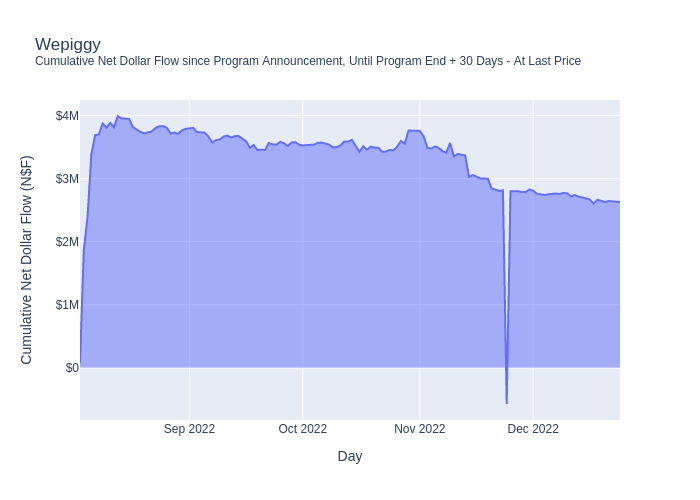 Wepiggy
Cumulative Net Dollar Flow since Program Announcement, Until Program End + 30 Days - At Last Price
Cumulative Net Dollar Flow (N$F)
$4M
$3M
$2M
$1M
$0
Sep 2022 Oct 2022 Nov 2022 Dec 2022
Day